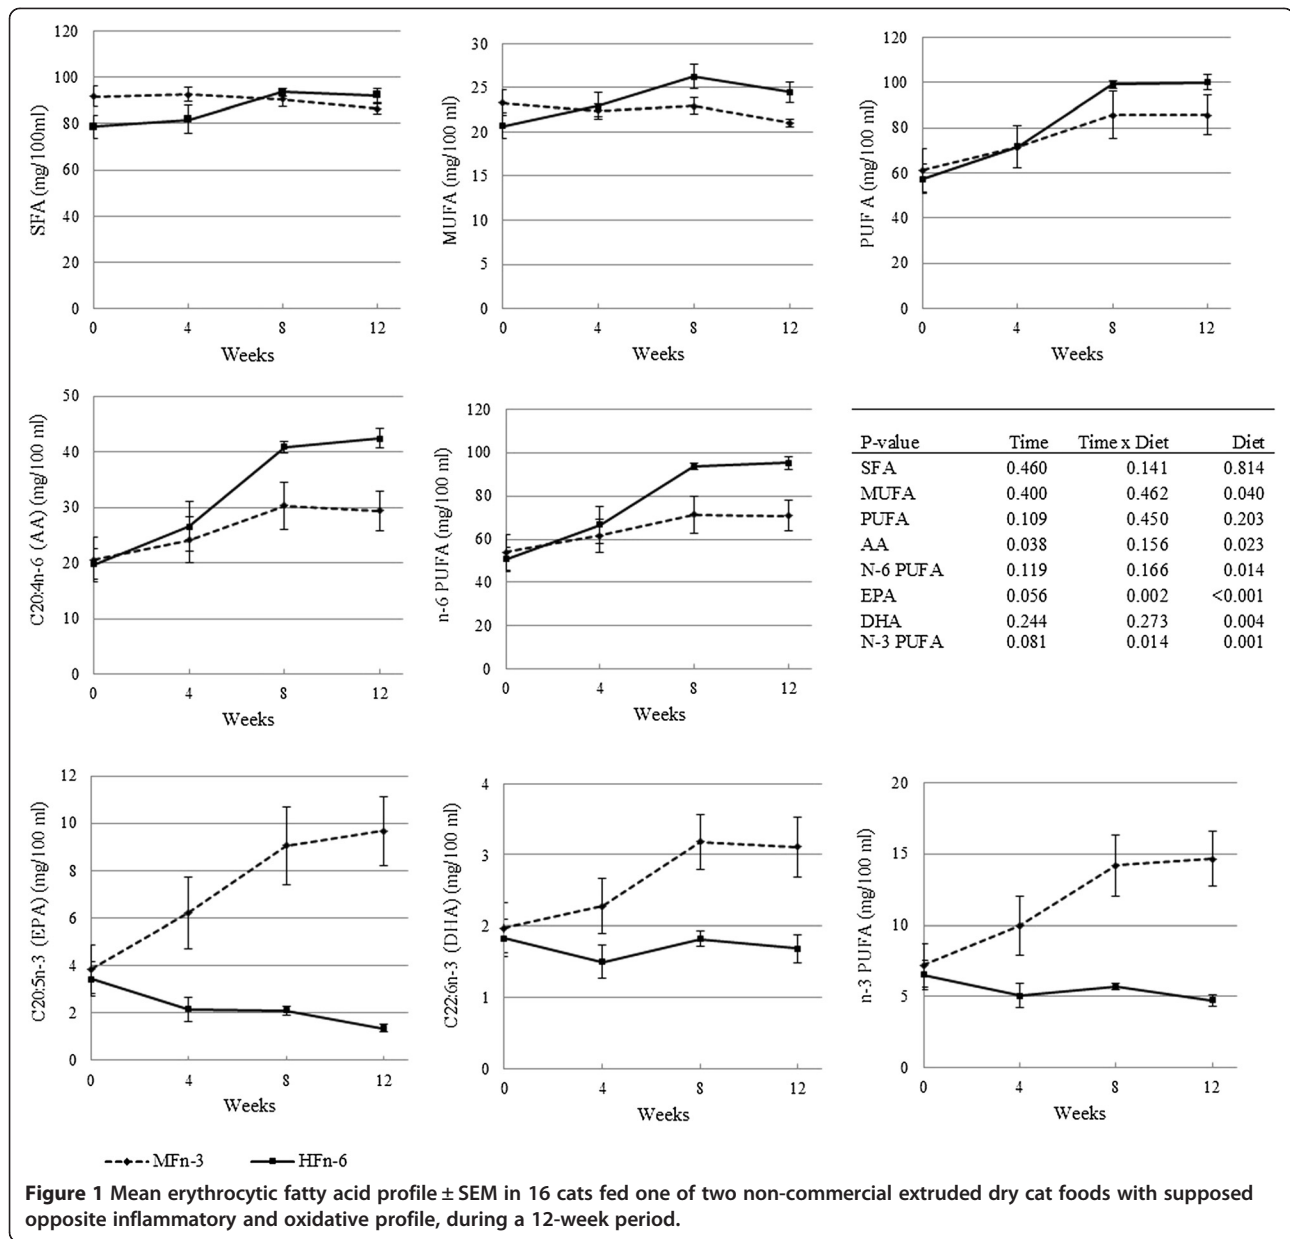 120
100
80
60
40
20
0
SFA (mg/100ml)
0 4 8 12
Weeks
30
25
20
15
10
5
0
MUFA (mg/100 ml)
0 4 8 12
Weeks
120
100
80
60
40
20
0
PUFA (mg/100 ml)
0 4 8 12
Weeks
50
40
30
20
10
0
C20:4n-6 (AA) (mg/100 ml)
0 4 8 12
Weeks
120
100
80
60
40
20
0
n-6 PUFA (mg/100 ml)
0 4 8 12
Weeks
P-value Time Time x Diet Diet
SFA 0.460 0.141 0.814
MUFA 0.400 0.462 0.040
PUFA 0.109 0.450 0.203
AA 0.038 0.156 0.023
N-6 PUFA 0.119 0.166 0.014
EPA 0.056 0.002 <0.001
DHA 0.244 0.273 0.004
N-3 PUFA 0.081 0.014 0.001
12
10
8
6
4
2
0
C20:5n-3 (EPA) (mg/100 ml)
0 4 8 12
Weeks
4
3
2
1
0
C22:6n-3 (DHA) (mg/100 ml)
0 4 8 12
Weeks
20
15
10
5
0
n-3 PUFA (mg/100 ml)
0 4 8 12
Weeks
MFn-3 HFn-6
Figure 1 Mean erythrocytic fatty acid profile ± SEM in 16 cats fed one of two non-commercial extruded dry cat foods with supposed
opposite inflammatory and oxidative profile, during a 12-week period.